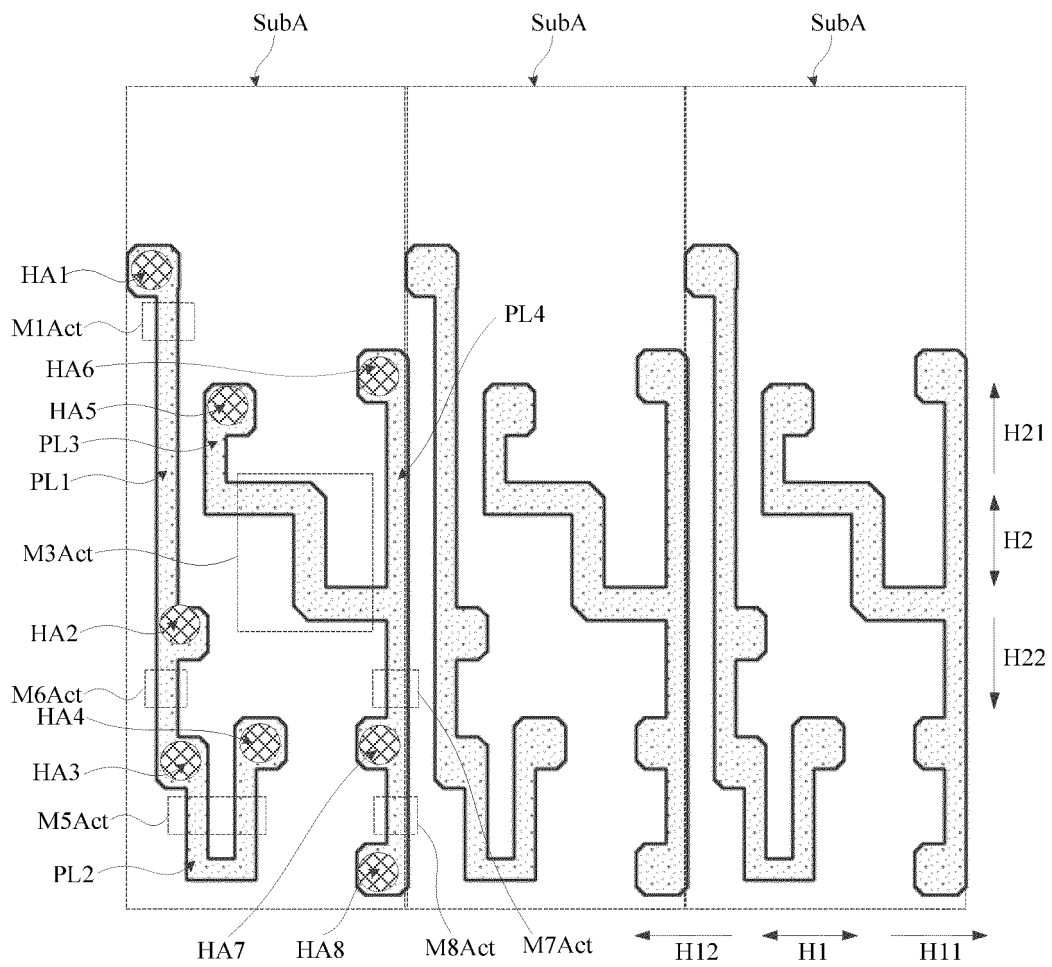 SubA SubA SubA
HA1
M1Act
PL4
HA6
HA5
H21
PL3
PL1
H2
M3Act
HA2
H22
M6Act
HA4
HA3
M5Act
PL2
HA7 HA8 M8Act M7Act H12 H1 H11